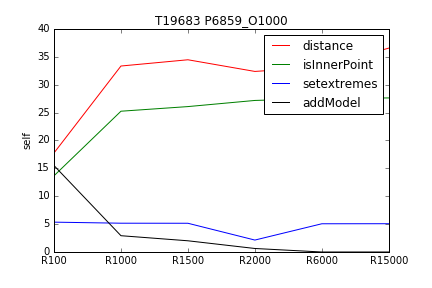 T19683 P6859_O1000
40
35
30
25
20
15
10
5
0
self
distance
isInnerPoint
setextremes
addModel
R100 R1000 R1500 R2000 R6000 R15000